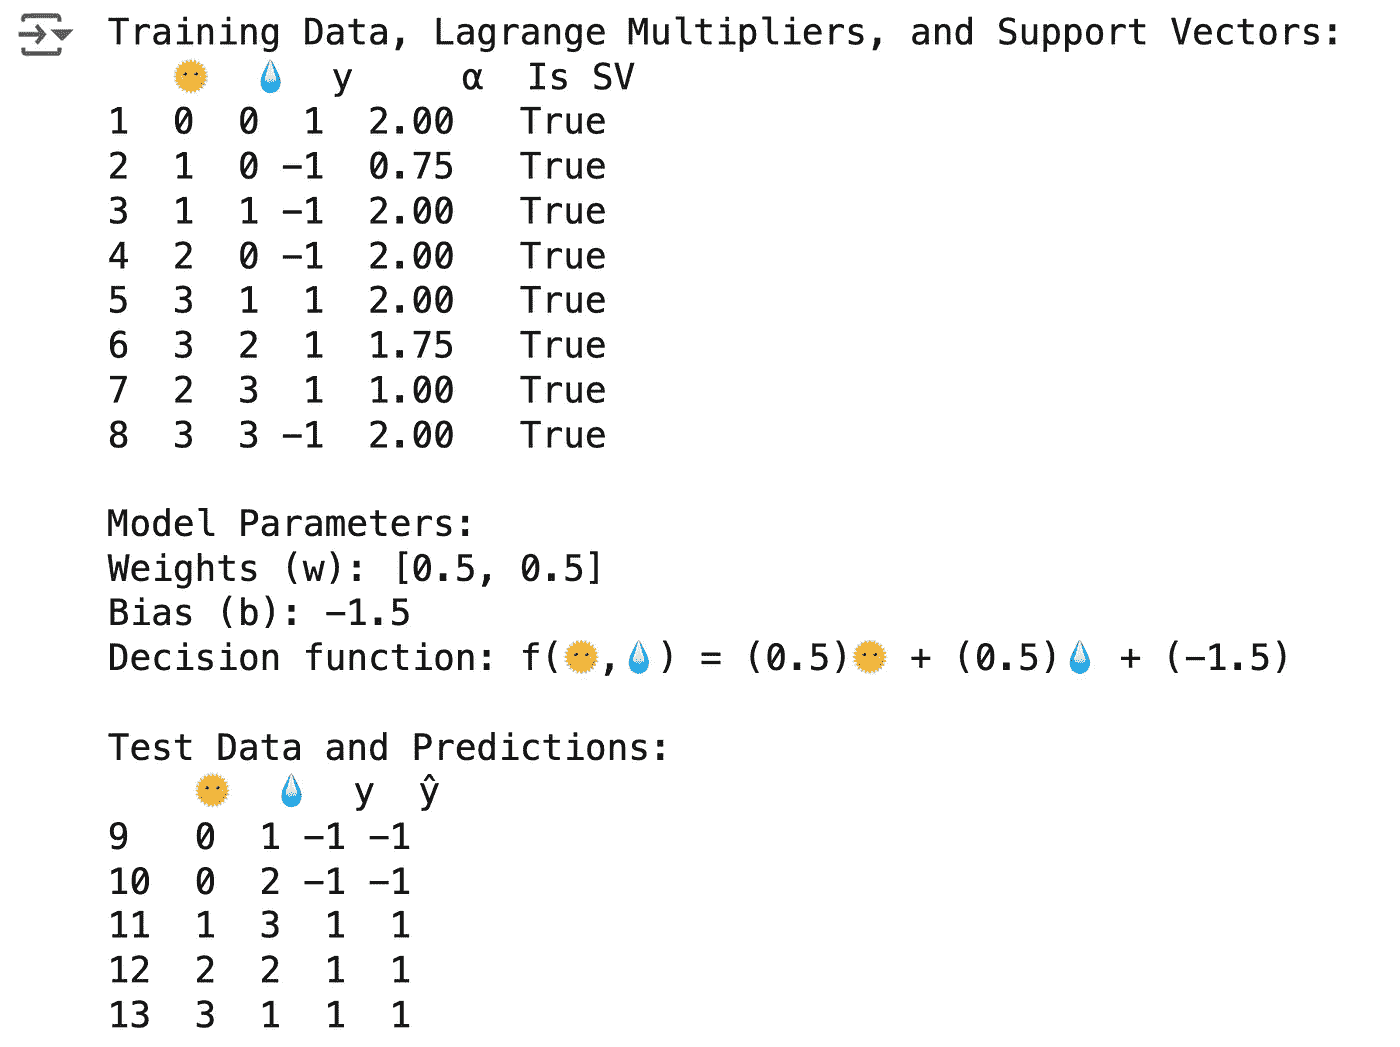 Training Data, Lagrange Multipliers, and Support Vectors:
🌞 💧 y α Is SV
1 0 0 1 2.00 True
2 1 0 -1 0.75 True
3 1 1 -1 2.00 True
4 2 0 -1 2.00 True
5 3 1 1 2.00 True
6 3 2 1 1.75 True
7 2 3 1 1.00 True
8 3 3 -1 2.00 True
Model Parameters:
Weights (w): [0.5, 0.5]
Bias (b): -1.5
Decision function: f(🌞,💧) = (0.5)🌞 + (0.5)💧 + (-1.5)
Test Data and Predictions:
🌞 💧 y ŷ
9 0 1 -1 -1
10 0 2 -1 -1
11 1 3 1 1
12 2 2 1 1
13 3 1 1 1